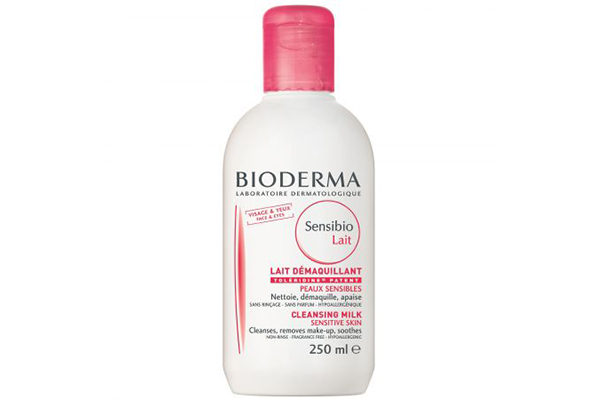 BIODERMA
LABORATOIRE DERMATOLOGIQUE
VISAGE & YEUX
FACE & EYES
Sensibio
Lait
LAIT DÉMAQUILLANT
TOLÉRIDINE® PATENT
PEAUX SENSIBLES
Nettoie, démaquille, apaise
SANS RINÇAGE - SANS PARFUM - HYPOALLERGÉNIQUE
CLEANSING MILK
SENSITIVE SKIN
Cleanses, removes make-up, soothes
NON-RINSE - FRAGRANCE FREE - HYPOALLERGENIC
250 ml ℮